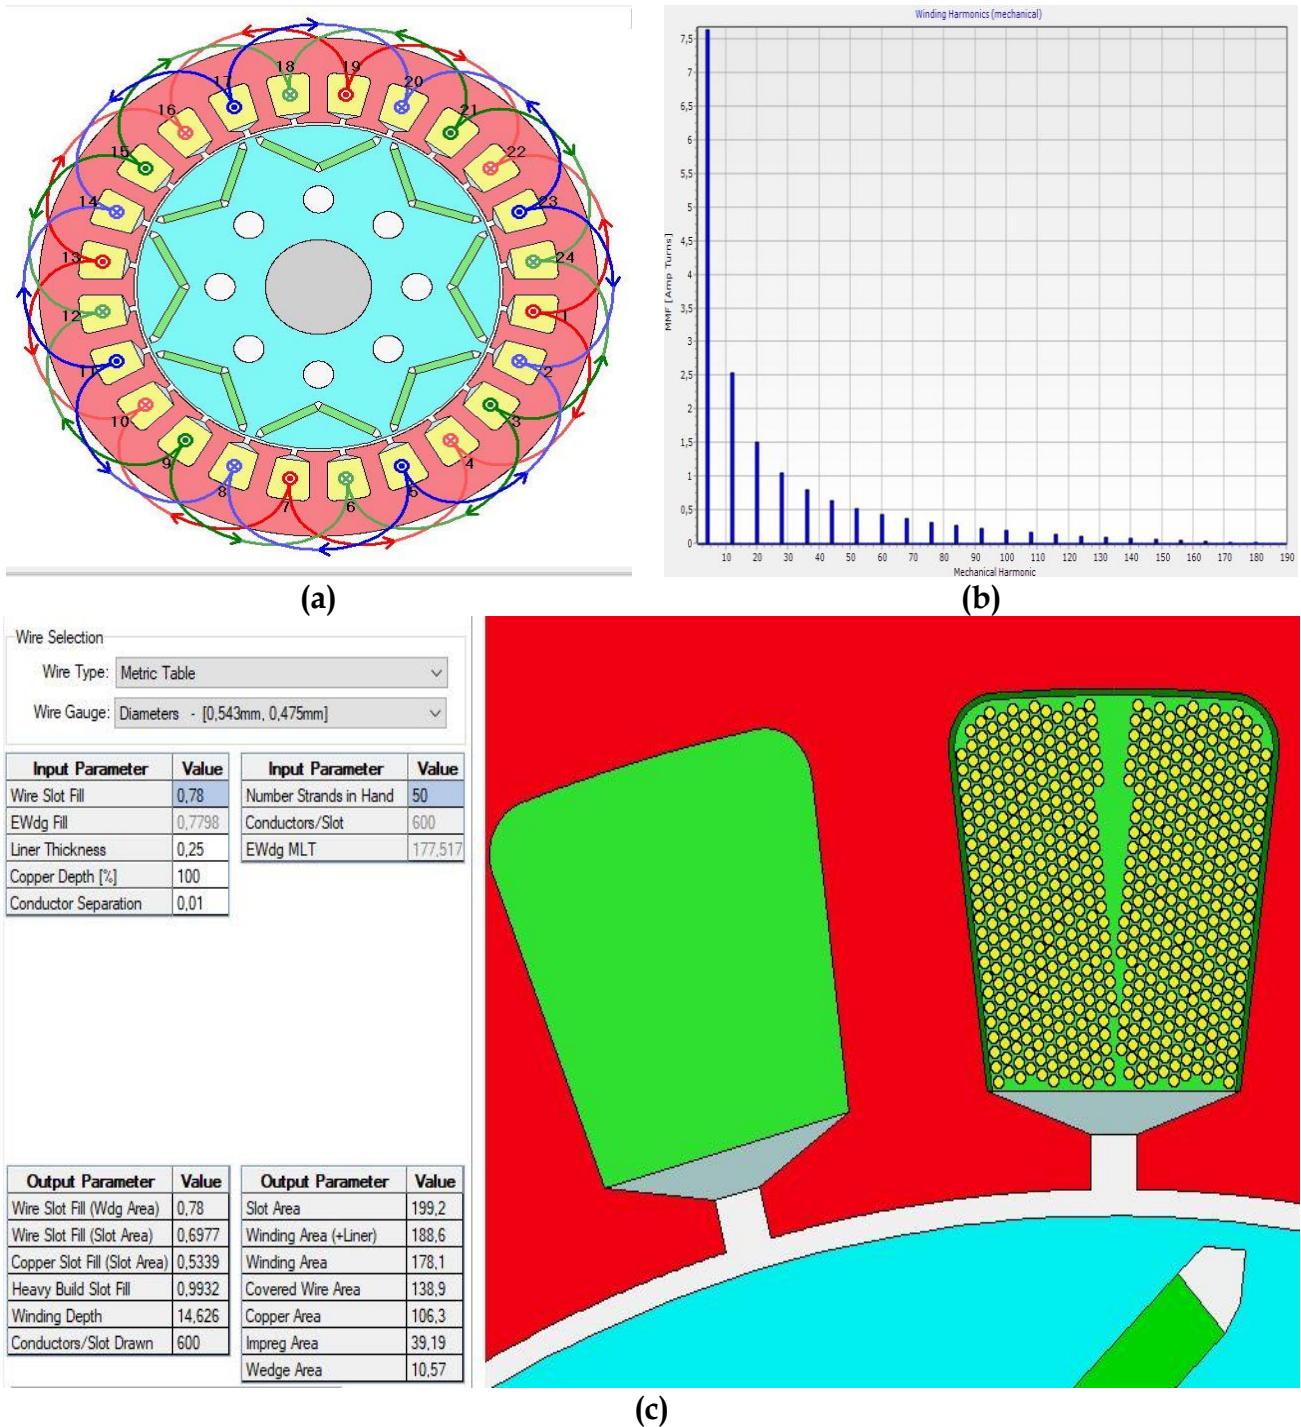 17
18
19
20
16
21
15
22
14
23
13
24
12
1
11
2
10
3
9
4
8
7
6
5
(a)
Winding Harmonics (mechanical)
MMF [Amp Turns]
7,5
7
6,5
6
5,5
5
4,5
4
3,5
3
2,5
2
1,5
1
0,5
0
10 20 30 40 50 60 70 80 90 100 110 120 130 140 150 160 170 180 190
Mechanical Harmonic
(b)
Wire Selection
Wire Type: Metric Table
Wire Gauge: Diameters - [0,543mm, 0,475mm]
Input Parameter Value
Wire Slot Fill 0,78
EWdg Fill 0,7798
Liner Thickness 0,25
Copper Depth [%] 100
Conductor Separation 0,01
Input Parameter Value
Number Strands in Hand 50
Conductors/Slot 600
EWdg MLT 177,517
Output Parameter Value
Wire Slot Fill (Wdg Area) 0,78
Wire Slot Fill (Slot Area) 0,6977
Copper Slot Fill (Slot Area) 0,5339
Heavy Build Slot Fill 0,9932
Winding Depth 14,626
Conductors/Slot Drawn 600
Output Parameter Value
Slot Area 199,2
Winding Area (+Liner) 188,6
Winding Area 178,1
Covered Wire Area 138,9
Copper Area 106,3
Impreg Area 39,19
Wedge Area 10,57
(c)